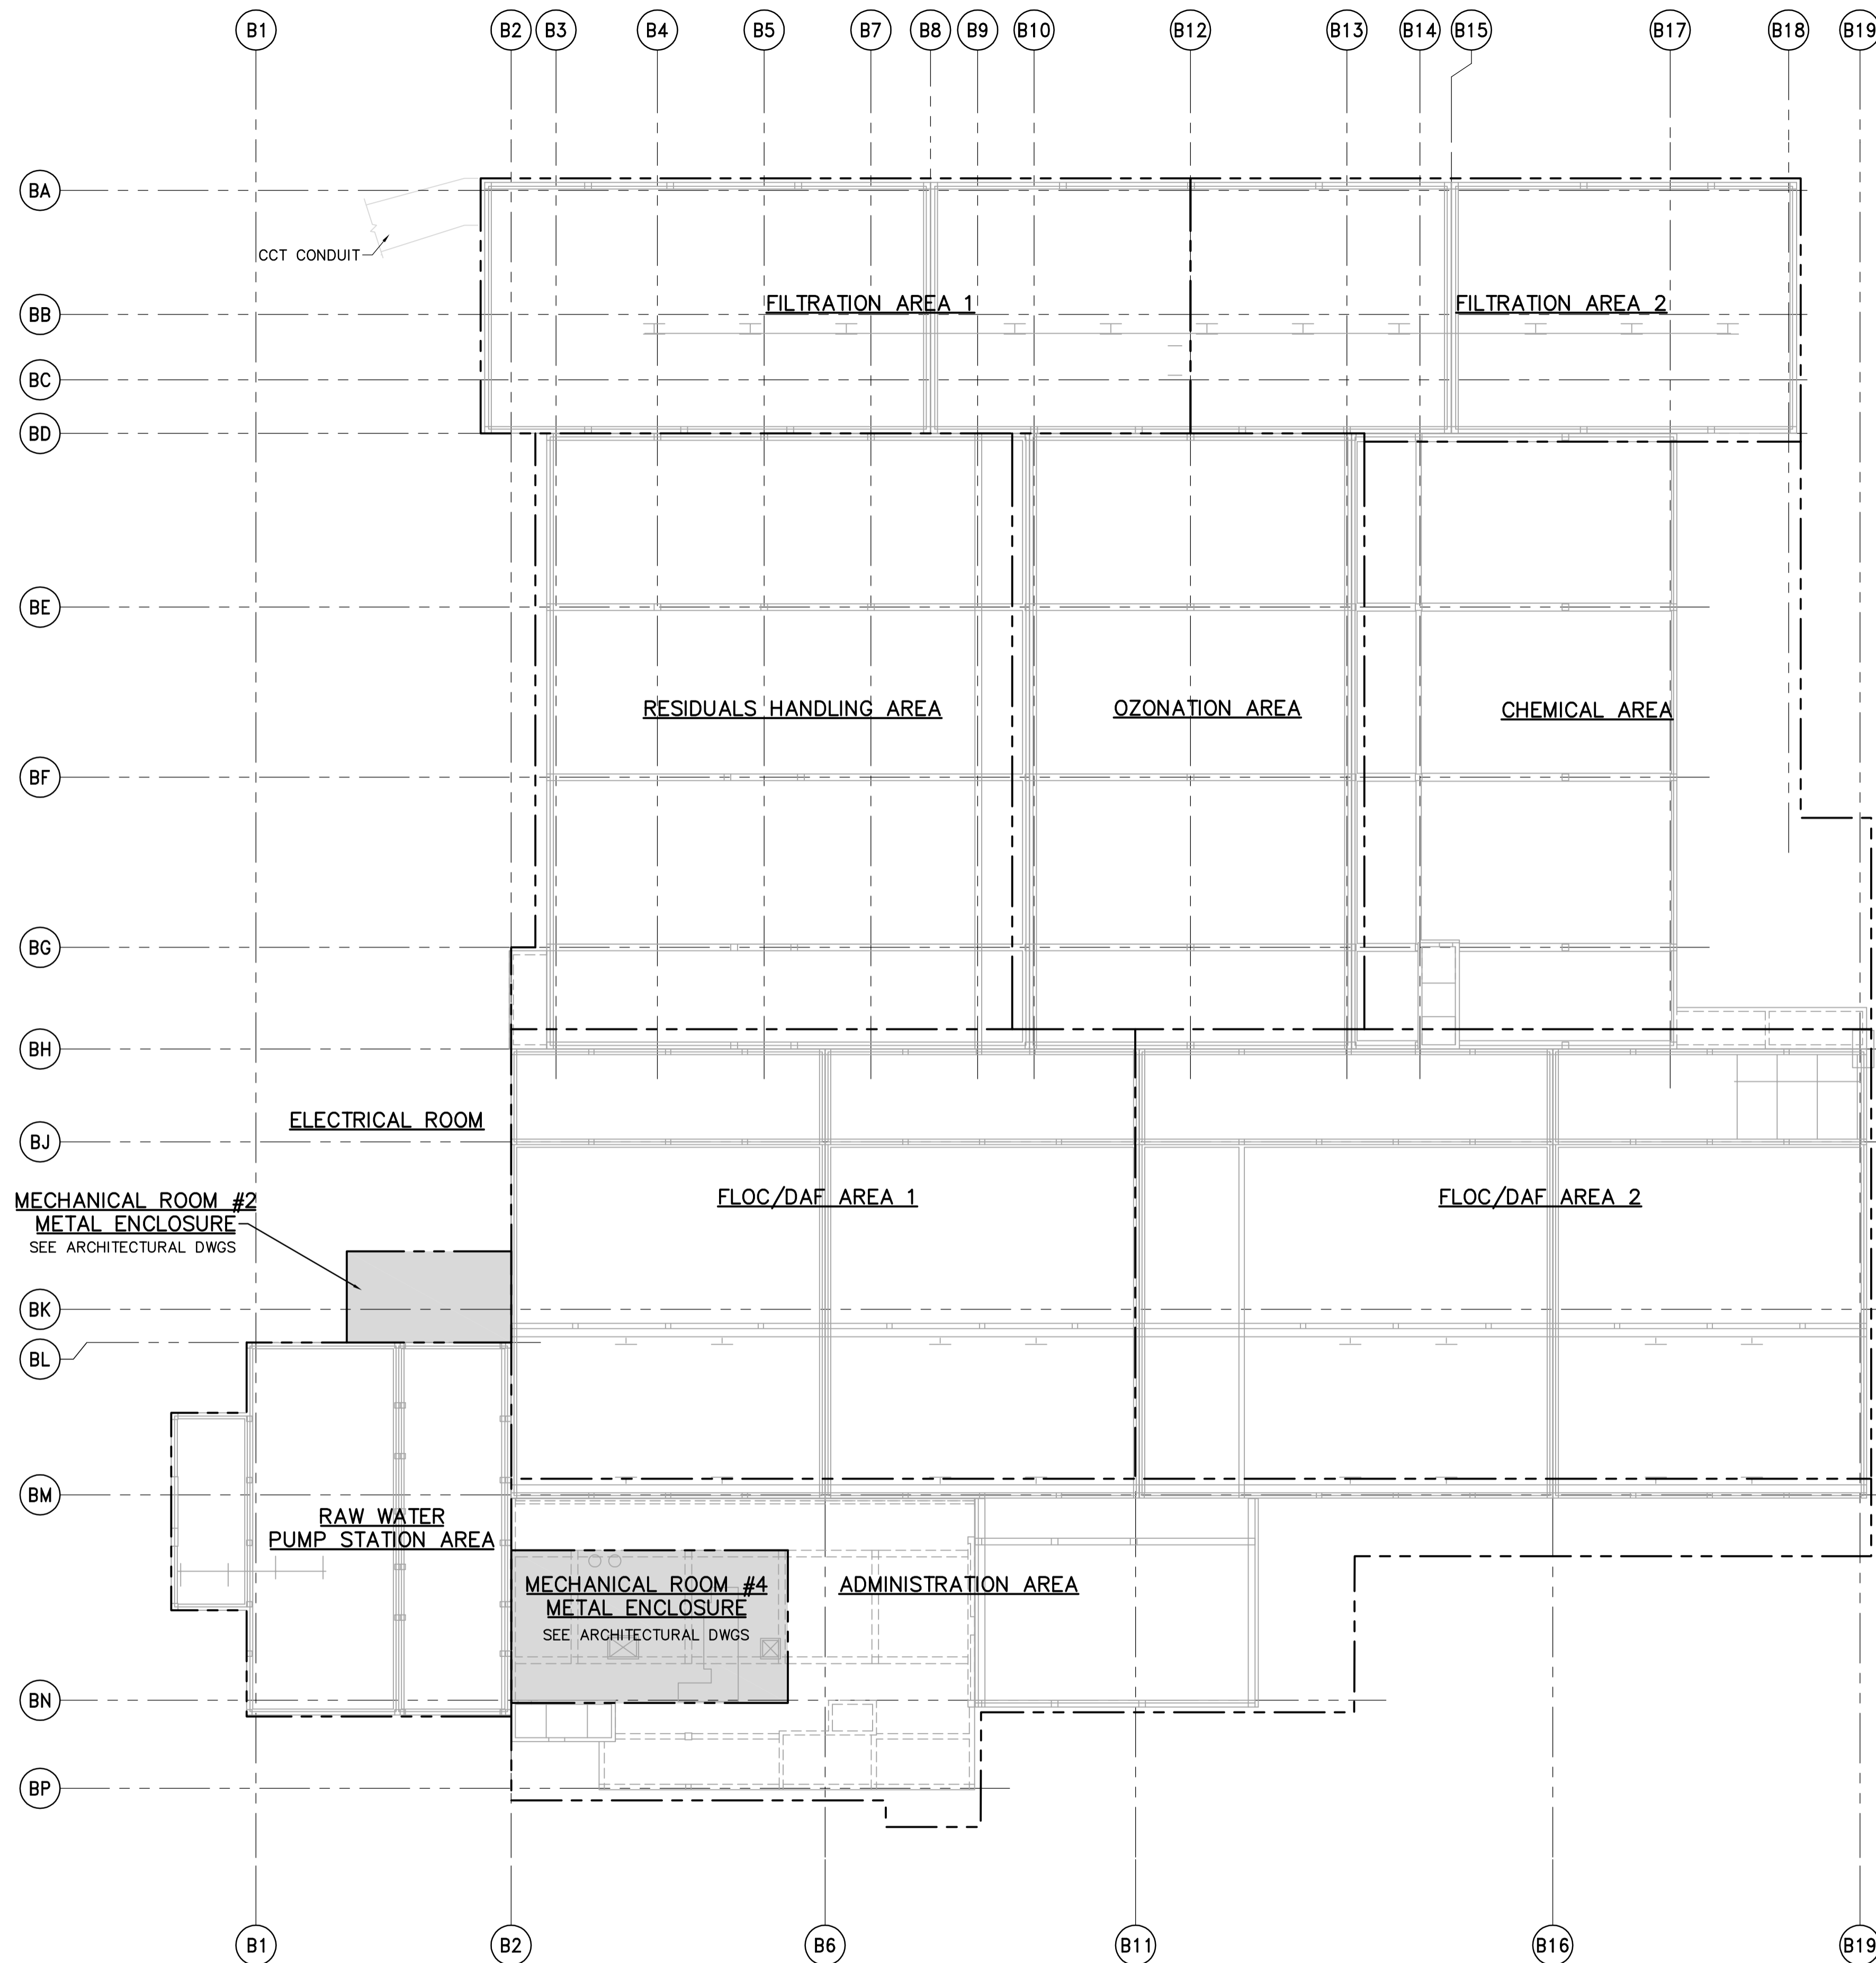 B1 B2 B3 B4 B5 B7 B8 B9 B10 B12 B13 B14 B15 B17 B18 B19
BA
CCT CONDUIT
BB
FILTRATION AREA 1
FILTRATION AREA 2
BC
BD
BE
RESIDUALS HANDLING AREA
OZONATION AREA
CHEMICAL AREA
BF
BG
BH
ELECTRICAL ROOM
BJ
MECHANICAL ROOM #2
METAL ENCLOSURE
SEE ARCHITECTURAL DWGS
FLOC/DAF AREA 1
FLOC/DAF AREA 2
BK
BL
BM
RAW WATER
PUMP STATION AREA
MECHANICAL ROOM #4
METAL ENCLOSURE
SEE ARCHITECTURAL DWGS
ADMINISTRATION AREA
BN
BP
B1 B2 B6 B11 B16 B19